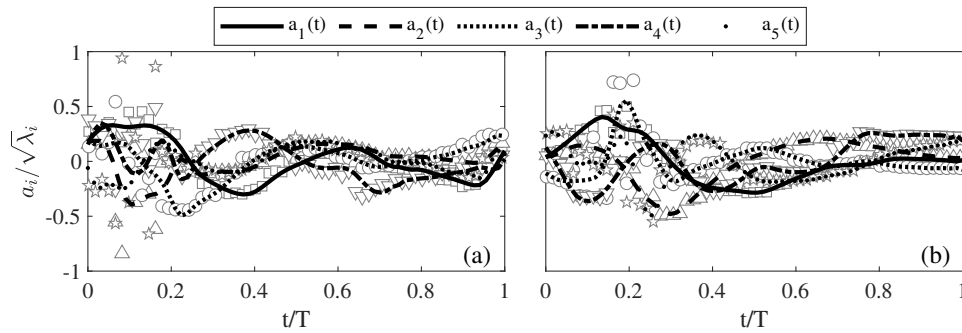 a₁(t) a₂(t) a₃(t) a₄(t) a₅(t)
1
0.5
0
-0.5
-1
aᵢ/√λᵢ
(a) (b)
0 0.2 0.4 0.6 0.8 1 0 0.2 0.4 0.6 0.8 1
t/T t/T